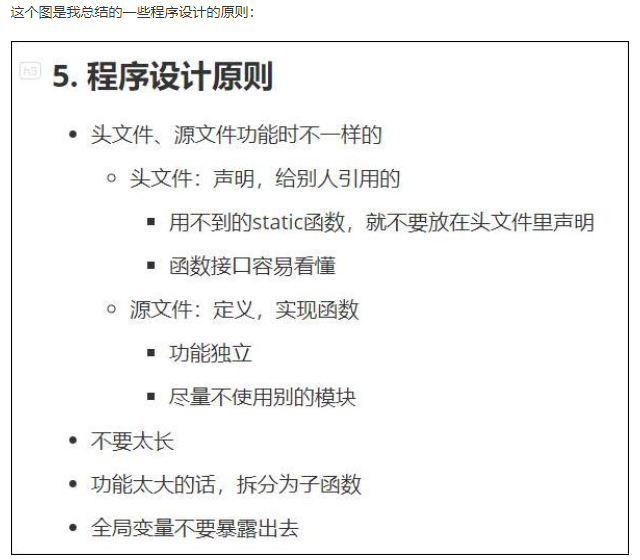 这个图是我总结的一些程序设计的原则：
h3
5. 程序设计原则
头文件、源文件功能时不一样的
头文件：声明，给别人引用的
用不到的static函数，就不要放在头文件里声明
函数接口容易看懂
源文件：定义，实现函数
功能独立
尽量不使用别的模块
不要太长
功能太大的话，拆分为子函数
全局变量不要暴露出去